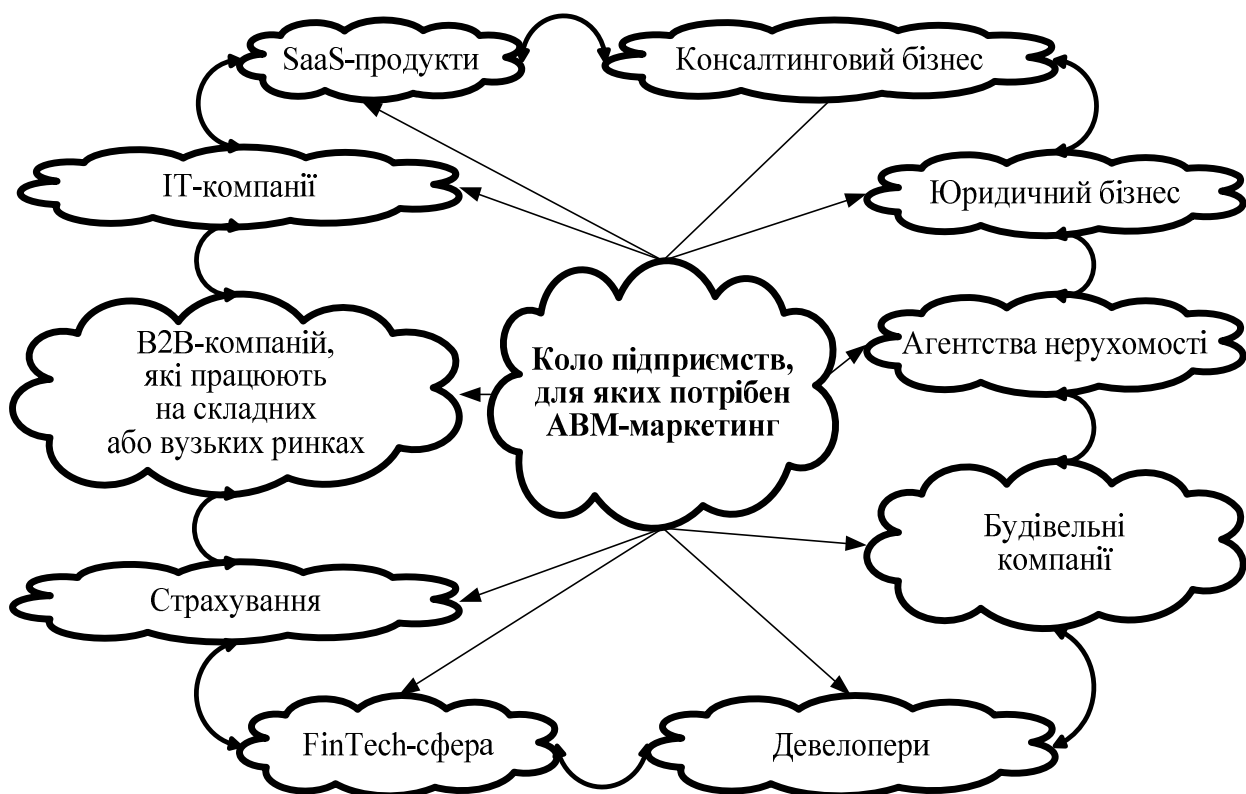 SaaS-продукти
Консалтинговий бізнес
ІТ-компанії
Юридичний бізнес
B2B-компаній,
які працюють
на складних
або вузьких ринках
Коло підприємств,
для яких потрібен
АВМ-маркетинг
Агентства нерухомості
Будівельні
компанії
Страхування
FinTech-сфера
Девелопери